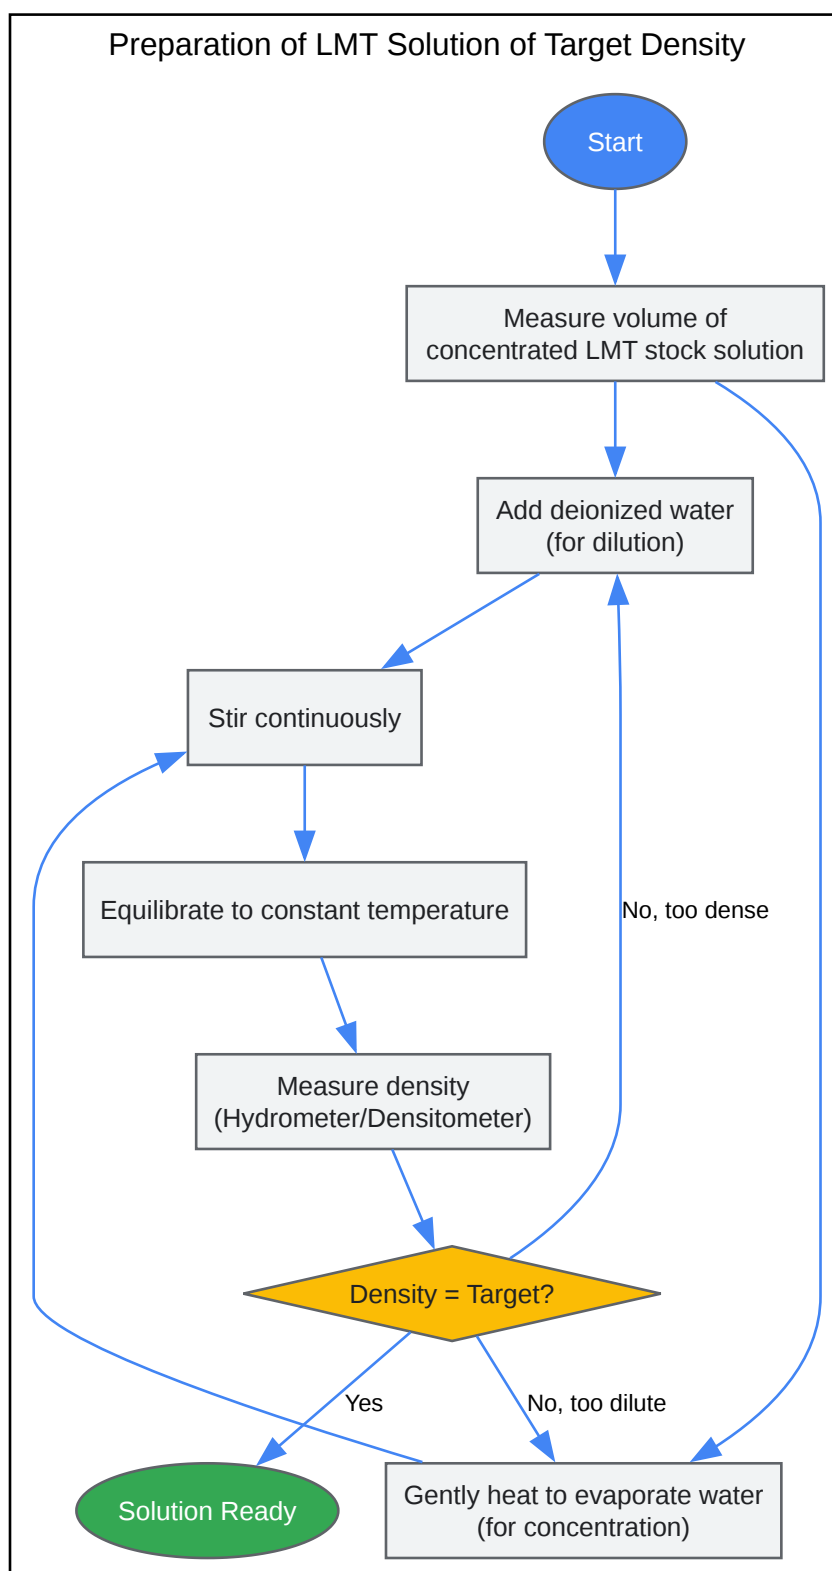 Preparation of LMT Solution of Target Density
Start
Measure volume of
concentrated LMT stock solution
Add deionized water
(for dilution)
Stir continuously
Equilibrate to constant temperature
No, too dense
Measure density
(Hydrometer/Densitometer)
Density = Target?
Yes
No, too dilute
Solution Ready
Gently heat to evaporate water
(for concentration)